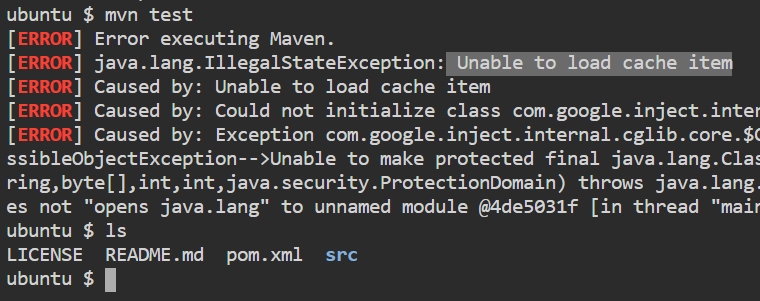 ubuntu $ mvn test
[ERROR] Error executing Maven.
[ERROR] java.lang.IllegalStateException: Unable to load cache item
[ERROR] Caused by: Unable to load cache item
[ERROR] Caused by: Could not initialize class com.google.inject.inter
[ERROR] Caused by: Exception com.google.inject.internal.cglib.core.$C
ssibleObjectException-->Unable to make protected final java.lang.Clas
ring,byte[],int,int,java.security.ProtectionDomain) throws java.lang.
es not "opens java.lang" to unnamed module @4de5031f [in thread "main
ubuntu $ ls
LICENSE README.md pom.xml src
ubuntu $